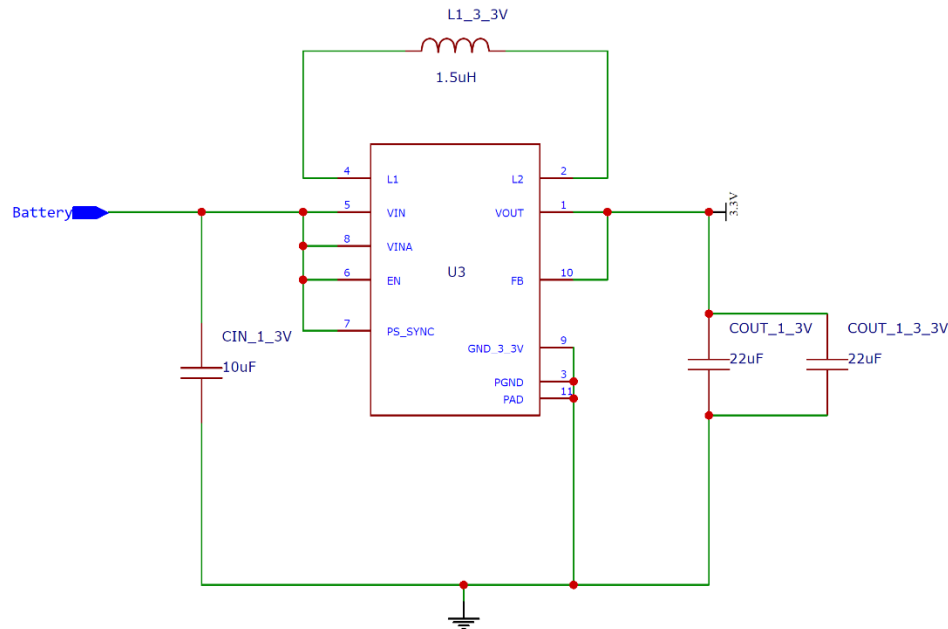 L1_3_3V
1.5uH
4
L1
L2
2
Battery
5
VIN
VOUT
1
3.3V
8
VINA
U3
6
EN
FB
10
7
PS_SYNC
CIN_1_3V
10uF
GND_3_3V
9
PGND
3
PAD
11
COUT_1_3V
22uF
COUT_1_3_3V
22uF